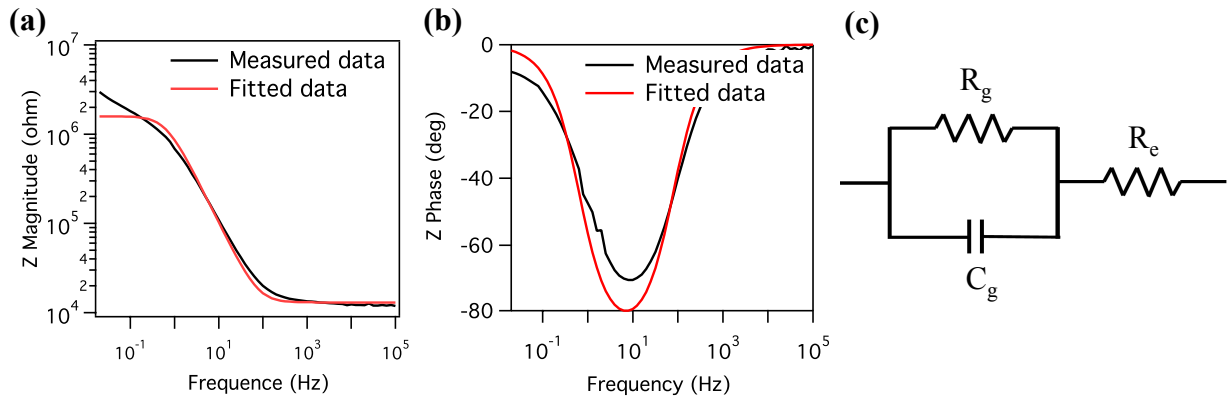 (a)
Z Magnitude (ohm)
10^7
4
2
10^6
4
2
10^5
4
2
10^4
Measured data
Fitted data
10^-1
10^1
10^3
10^5
Frequence (Hz)
(b)
Z Phase (deg)
0
-20
-40
-60
-80
Measured data
Fitted data
10^-1
10^1
10^3
10^5
Frequency (Hz)
(c)
R_g
R_e
C_g